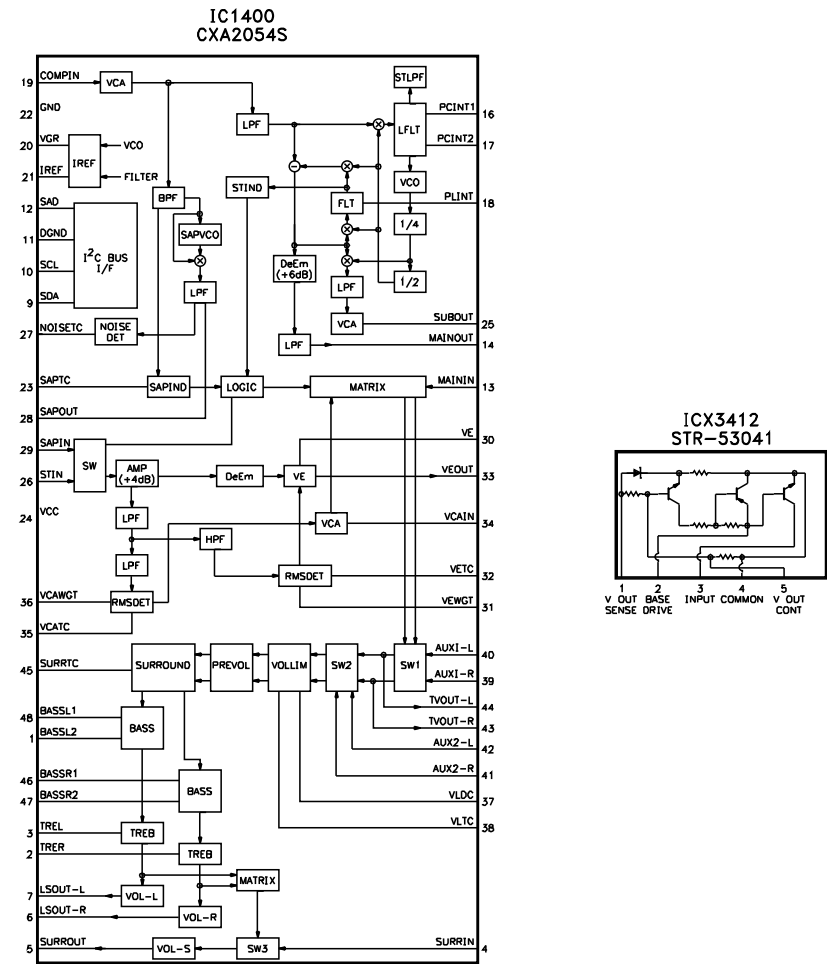 IC1400
CXA2054S
19 COMPIN
VCA
STLPF
22 GND
LPF
LFLT
PCINT1 16
20 VGR
IREF
VCO
PCINT2 17
21 IREF
FILTER
BPF
STIND
VCO
12 SAD
FLT
PLINT 18
I2C BUS
I/F
SAPVCO
1/4
11 DGND
10 SCL
DeEm
(+6dB)
LPF
1/2
9 SDA
LPF
27 NOISETC
NOISE
DET
VCA
SUBOUT 25
LPF
MAINOUT 14
23 SAPTC
SAPIND
LOGIC
MATRIX
MAININ 13
28 SAPOUT
29 SAPIN
SW
VE 30
26 STIN
AMP
(+4dB)
DeEm
VE
VEOUT 33
24 VCC
LPF
HPF
VCA
VCAIN 34
LPF
RMSDET
VETC 32
36 VCAWGT
RMSDET
VEWGT 31
35 VCATC
45 SURRTC
SURROUND
PREVOL
VOLLIM
SW2
SW1
AUXI-L 40
AUXI-R 39
TVOUT-L 44
48 BASSL1
BASS
TVOUT-R 43
1 BASSL2
AUX2-L 42
46 BASSR1
BASS
AUX2-R 41
47 BASSR2
VLDC 37
3 TREL
TREB
VLTC 38
2 TRER
TREB
MATRIX
7 LSOUT-L
VOL-L
6 LSOUT-R
VOL-R
5 SURROUT
VOL-S
SW3
SURRIN 4
ICX3412
STR-53041
1 2 3 4 5
V OUT BASE INPUT COMMON V OUT
SENSE DRIVE CONT